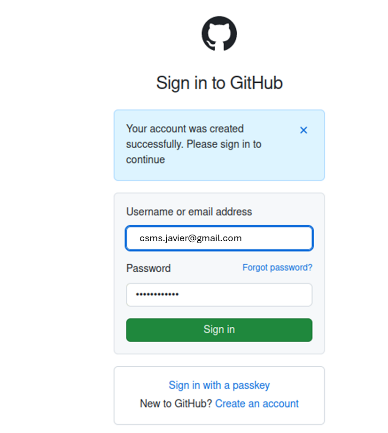 Sign in to GitHub
Your account was created
successfully. Please sign in to
continue
×
Username or email address
csms.javier@gmail.com
Password Forgot password?
••••••••••••
Sign in
Sign in with a passkey
New to GitHub? Create an account